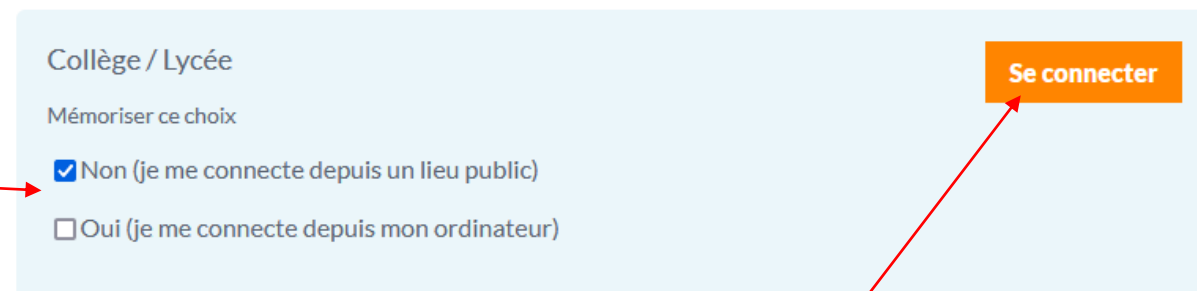 Collège / Lycée
Se connecter
Mémoriser ce choix
Non (je me connecte depuis un lieu public)
Oui (je me connecte depuis mon ordinateur)